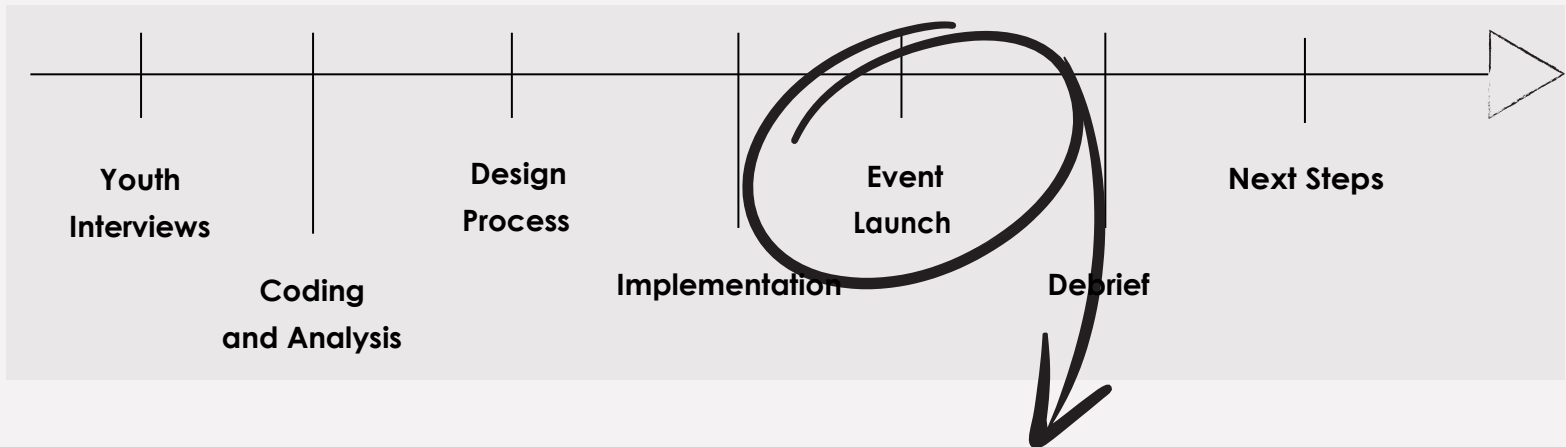 Youth
Interviews
Coding
and Analysis
Design
Process
Implementation
Event
Launch
Debrief
Next Steps